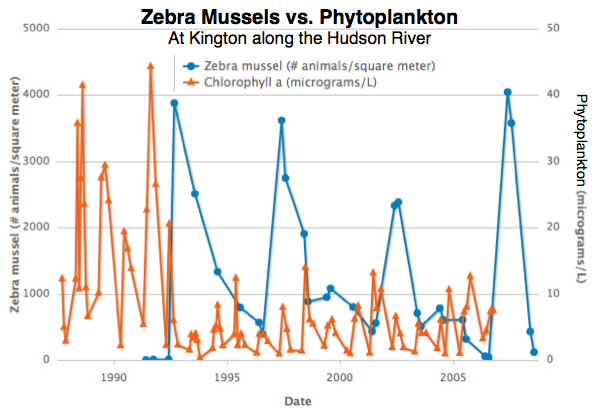 Zebra Mussels vs. Phytoplankton
At Kington along the Hudson River
Zebra mussel (# animals/square meter)
Chlorophyll a (micrograms/L)
Zebra mussel (# animals/square meter)
5000
4000
3000
2000
1000
0
50
40
30
20
10
0
Phytoplankton (micrograms/L)
1990
1995
2000
2005
Date